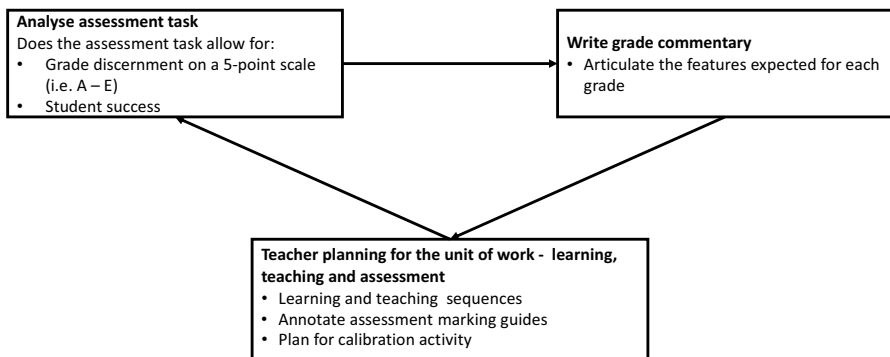 Analyse assessment task
Does the assessment task allow for:
• Grade discernment on a 5-point scale
(i.e. A – E)
• Student success
Write grade commentary
• Articulate the features expected for each
grade
Teacher planning for the unit of work - learning,
teaching and assessment
• Learning and teaching sequences
• Annotate assessment marking guides
• Plan for calibration activity